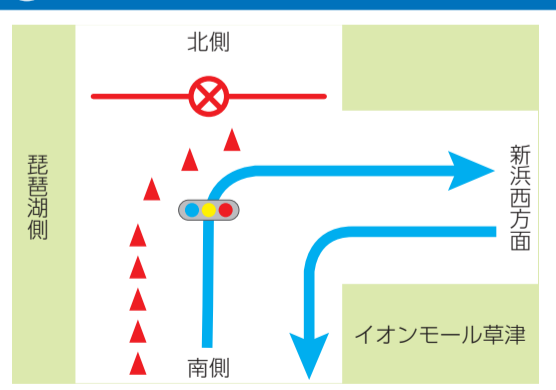 北側
琵琶湖側
新浜西方面
イオンモール草津
南側